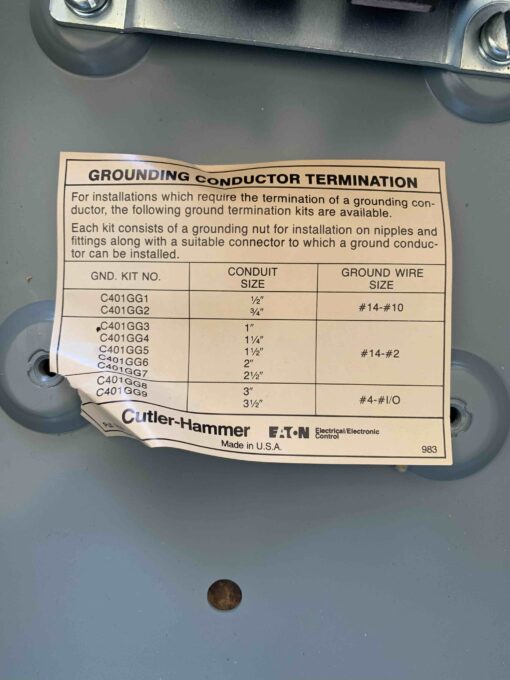 GROUNDING CONDUCTOR TERMINATION
For installations which require the termination of a grounding con-
ductor, the following ground termination kits are available.
Each kit consists of a grounding nut for installation on nipples and
fittings along with a suitable connector to which a ground conduc-
tor can be installed.
GND. KIT NO. CONDUIT SIZE GROUND WIRE SIZE
C401GG1 ½"
C401GG2 ¾" #14-#10
C401GG3 1"
C401GG4 1¼"
C401GG5 1½" #14-#2
C401GG6 2"
C401GG7 2½"
C401GG8 3"
C401GG9 3½" #4-#I/O
Cutler-Hammer EAT•N Electrical/Electronic Control
Made in U.S.A.
983